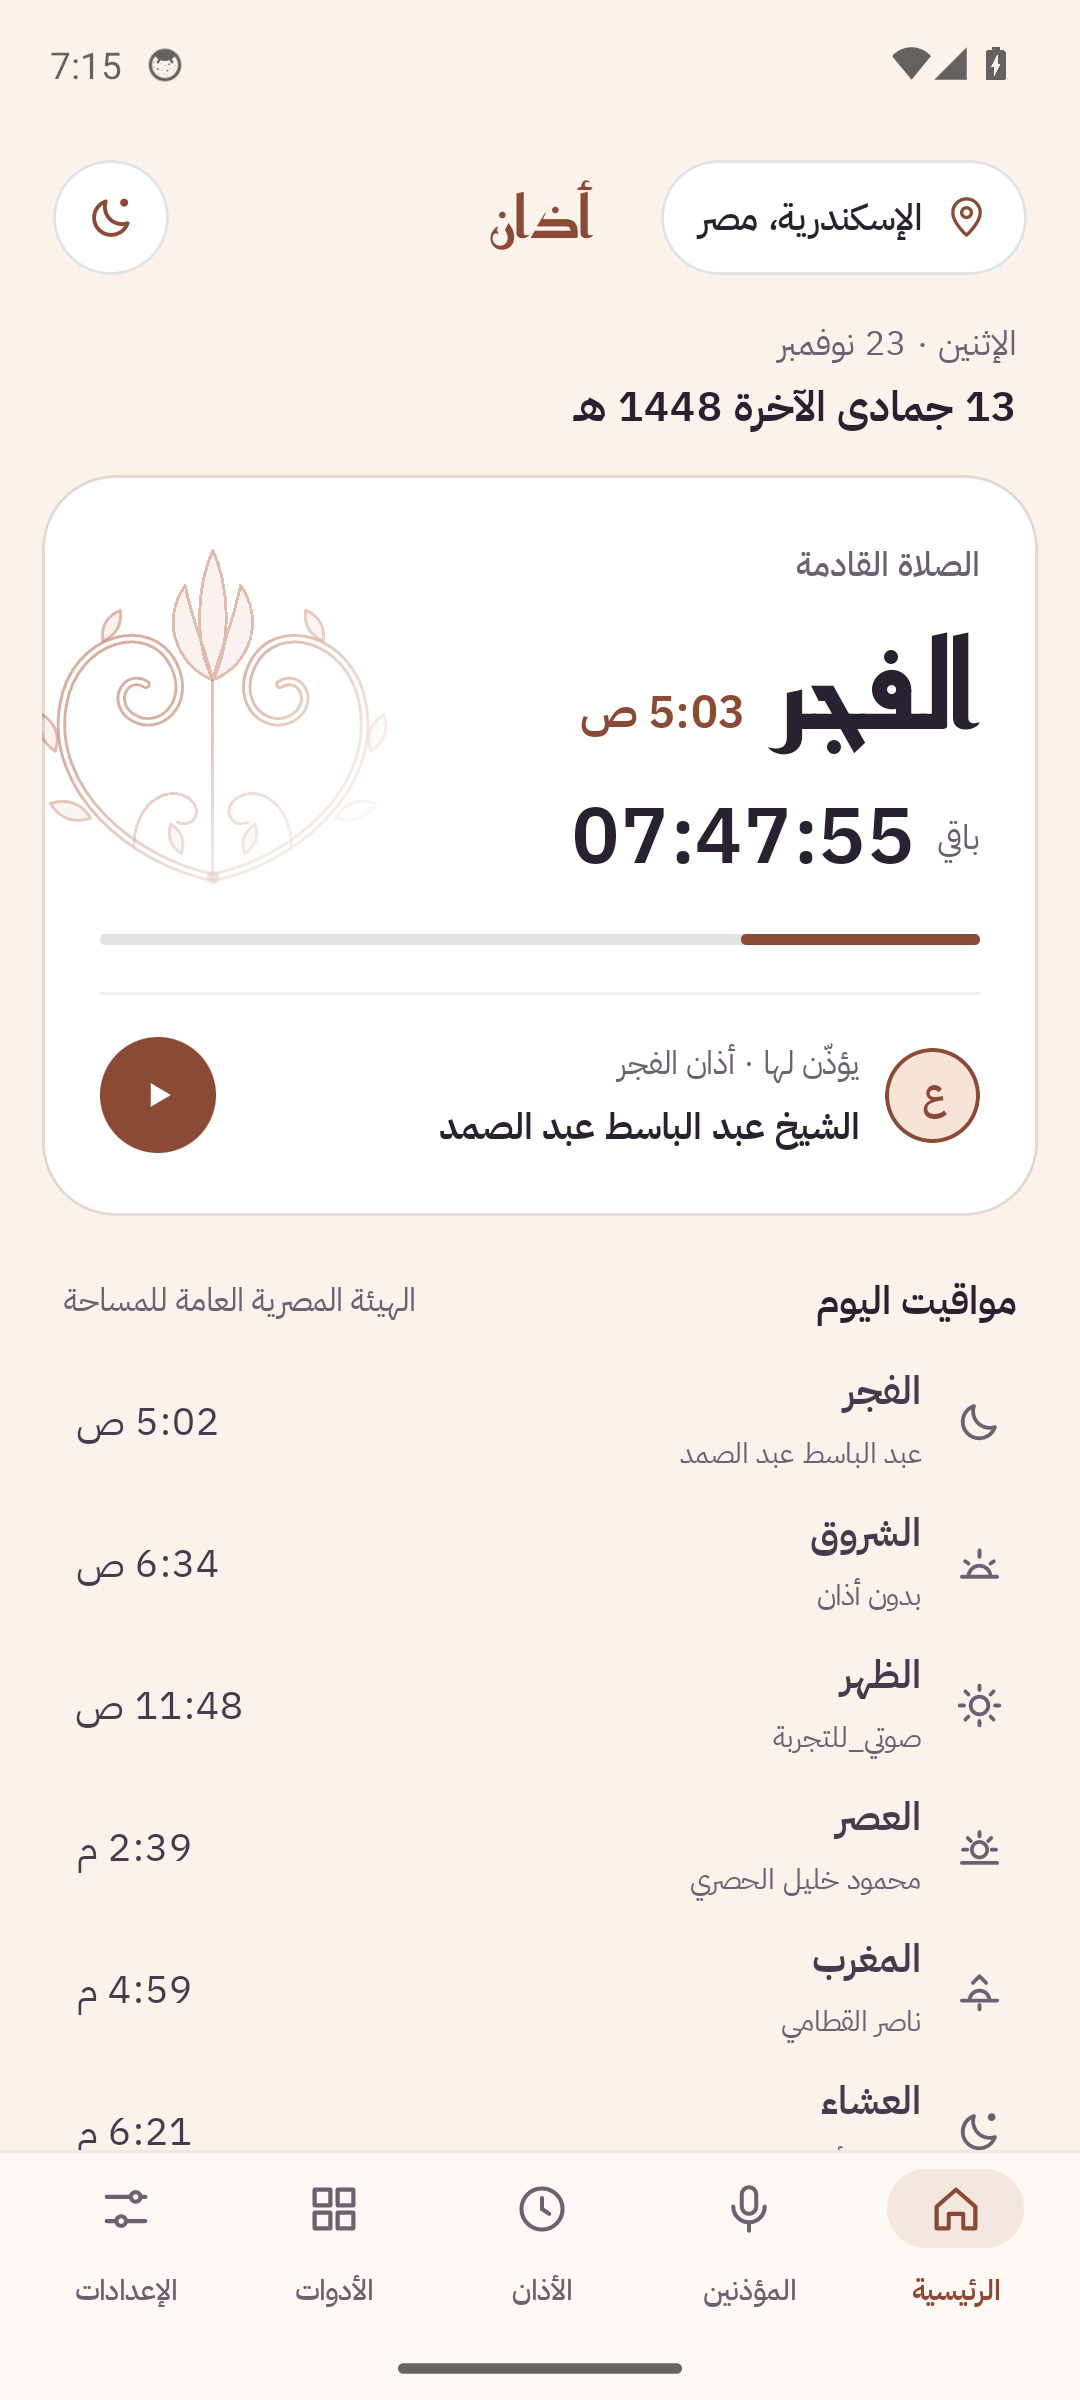 7:15
الإسكندرية، مصر
أذان
الإثنين · 23 نوفمبر
13 جمادى الآخرة 1448 هـ
الصلاة القادمة
الفجر 5:03 ص
باقي 07:47:55
ع
يؤذّن لها · أذان الفجر
الشيخ عبد الباسط عبد الصمد
مواقيت اليوم
الهيئة المصرية العامة للمساحة
الفجر
عبد الباسط عبد الصمد
5:02 ص
الشروق
بدون أذان
6:34 ص
الظهر
صوتي_للتجربة
11:48 ص
العصر
محمود خليل الحصري
2:39 م
المغرب
ناصر القطامي
4:59 م
العشاء
6:21 م
الرئيسية
المؤذنين
الأذان
الأدوات
الإعدادات